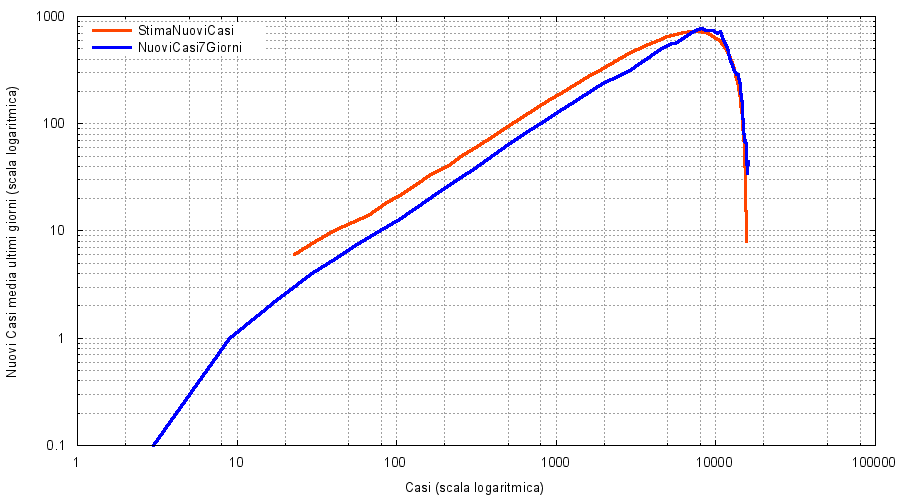 1000
100
10
1
0.1
StimaNuoviCasi
NuoviCasi7Giorni
Nuovi Casi media ultimi giorni (scala logaritmica)
1 10 100 1000 10000 100000
Casi (scala logaritmica)